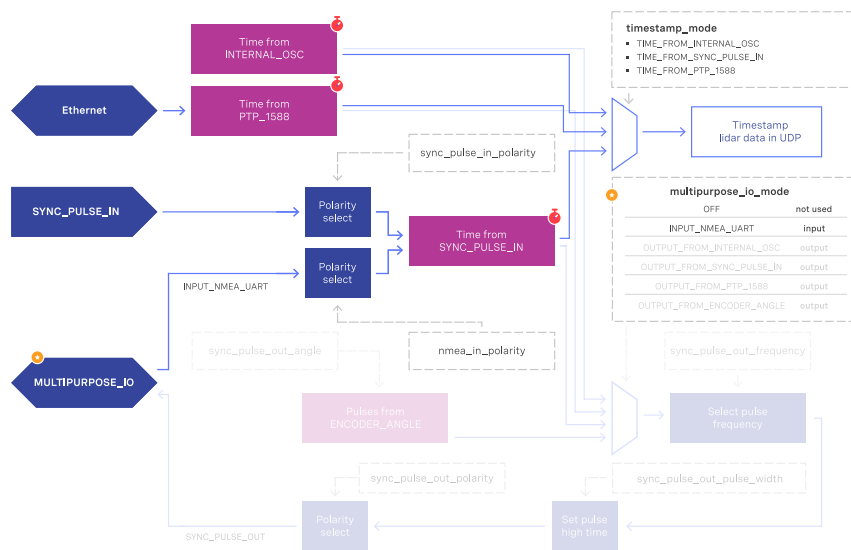 timestamp_mode
TIME_FROM_INTERNAL_OSC
TIME_FROM_SYNC_PULSE_IN
TIME_FROM_PTP_1588
Time from
INTERNAL_OSC
Ethernet
Time from
PTP_1588
Timestamp
lidar data in UDP
sync_pulse_in_polarity
SYNC_PULSE_IN
Polarity
select
Time from
SYNC_PULSE_IN
Polarity
select
INPUT_NMEA_UART
multipurpose_io_mode
OFF not used
INPUT_NMEA_UART input
OUTPUT_FROM_INTERNAL_OSC output
OUTPUT_FROM_SYNC_PULSE_IN output
OUTPUT_FROM_PTP_1588 output
OUTPUT_FROM_ENCODER_ANGLE output
sync_pulse_out_angle
nmea_in_polarity
sync_pulse_out_frequency
MULTIPURPOSE_IO
Pulses from
ENCODER_ANGLE
Select pulse
frequency
sync_pulse_out_polarity
sync_pulse_out_pulse_width
SYNC_PULSE_OUT
Polarity
select
Set pulse
high time